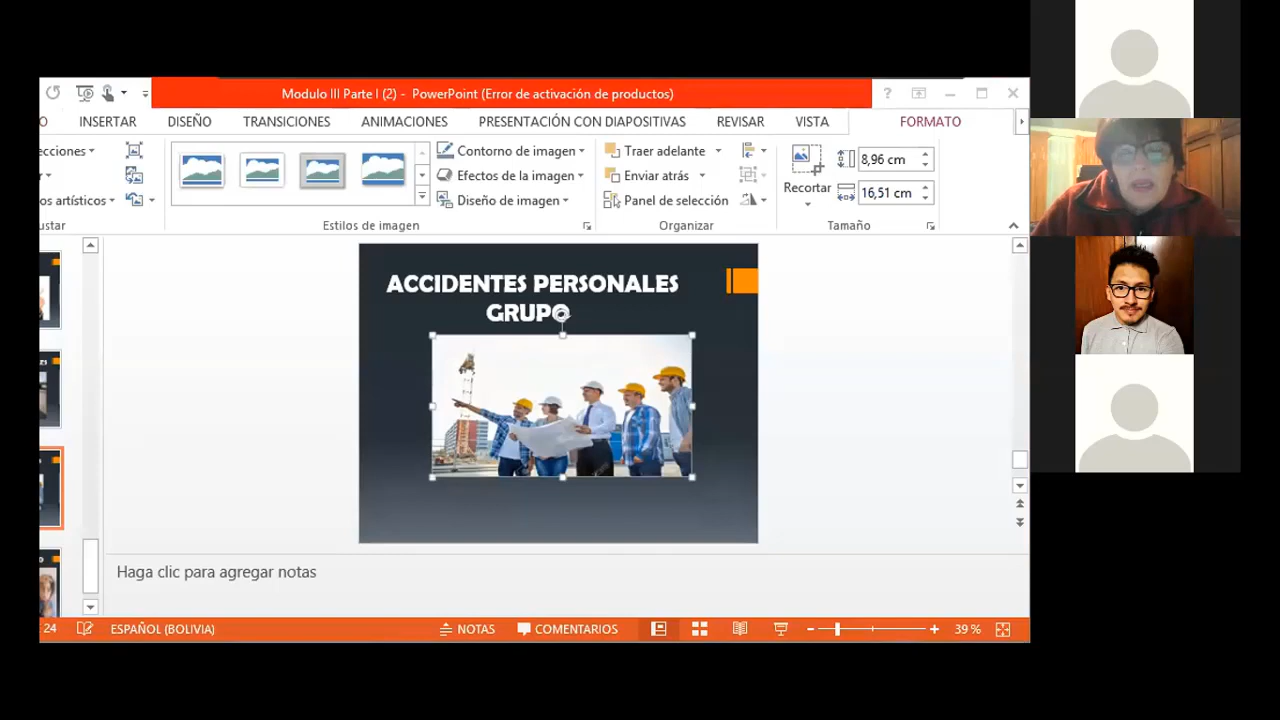 Modulo III Parte I (2) - PowerPoint (Error de activación de productos)
?
O INSERTAR DISEÑO TRANSICIONES ANIMACIONES PRESENTACIÓN CON DIAPOSITIVAS REVISAR VISTA FORMATO
ecciones
os artísticos
ustar
Contorno de imagen
Efectos de la imagen
Diseño de imagen
Estilos de imagen
Traer adelante
Enviar atrás
Panel de selección
Organizar
Recortar
8,96 cm
16,51 cm
Tamaño
ACCIDENTES PERSONALES
GRUPO
Haga clic para agregar notas
24 ESPAÑOL (BOLIVIA) NOTAS COMENTARIOS 39 %